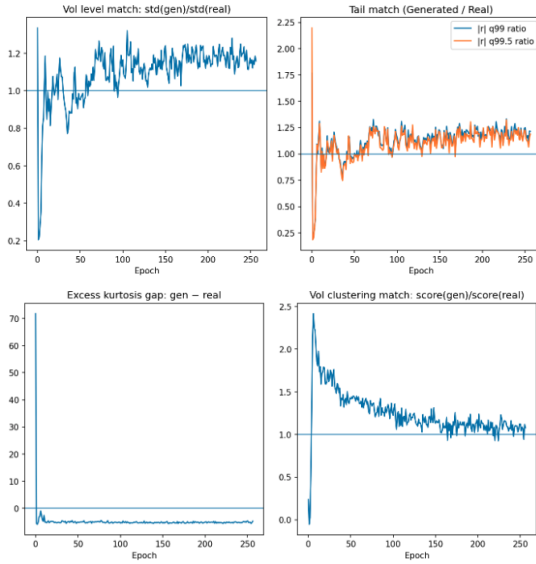 Vol level match: std(gen)/std(real)
1.2
1.0
0.8
0.6
0.4
0.2
0 50 100 150 200 250
Epoch
Tail match (Generated / Real)
|r| q99 ratio
|r| q99.5 ratio
2.25
2.00
1.75
1.50
1.25
1.00
0.75
0.50
0.25
0 50 100 150 200 250
Epoch
Excess kurtosis gap: gen − real
70
60
50
40
30
20
10
0
0 50 100 150 200 250
Epoch
Vol clustering match: score(gen)/score(real)
2.5
2.0
1.5
1.0
0.5
0.0
0 50 100 150 200 250
Epoch